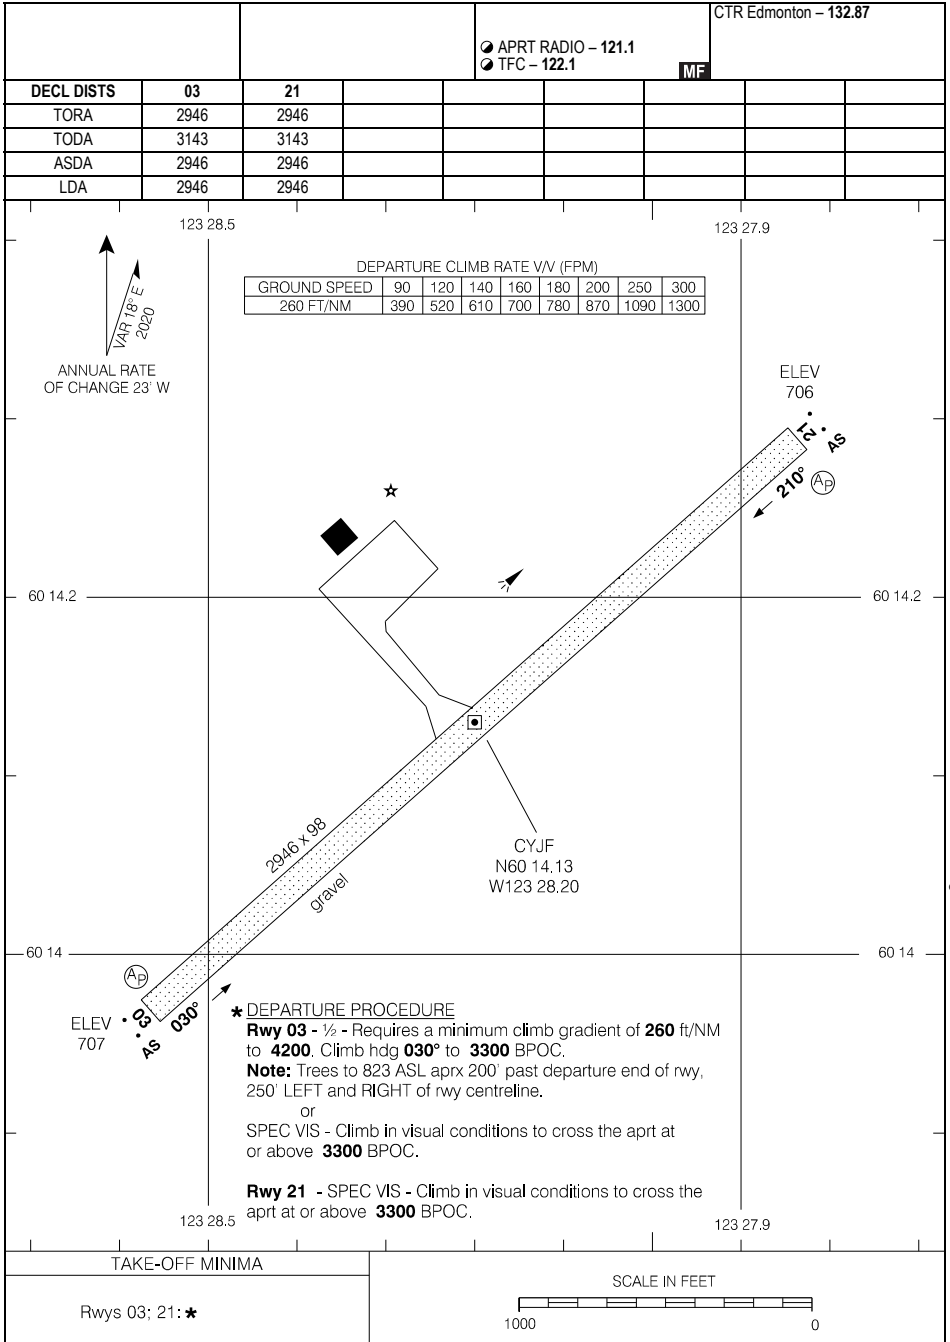 CTR Edmonton – 132.87
APRT RADIO – 121.1
TFC – 122.1
MF
DECL DISTS 03 21
TORA 2946 2946
TODA 3143 3143
ASDA 2946 2946
LDA 2946 2946
123 28.5
123 27.9
VAR 18° E
2020
ANNUAL RATE
OF CHANGE 23' W
DEPARTURE CLIMB RATE V/V (FPM)
GROUND SPEED 90 120 140 160 180 200 250 300
260 FT/NM 390 520 610 700 780 870 1090 1300
ELEV
706
21
AS
210°
AP
60 14.2
60 14.2
2946 x 98
gravel
CYJF
N60 14.13
W123 28.20
60 14
60 14
AP
ELEV
707
03
AS
030°
* DEPARTURE PROCEDURE
Rwy 03 - ½ - Requires a minimum climb gradient of 260 ft/NM
to 4200. Climb hdg 030° to 3300 BPOC.
Note: Trees to 823 ASL aprx 200' past departure end of rwy,
250' LEFT and RIGHT of rwy centreline.
or
SPEC VIS - Climb in visual conditions to cross the aprt at
or above 3300 BPOC.
Rwy 21 - SPEC VIS - Climb in visual conditions to cross the
aprt at or above 3300 BPOC.
123 28.5
123 27.9
TAKE-OFF MINIMA
Rwys 03; 21: *
SCALE IN FEET
1000 0